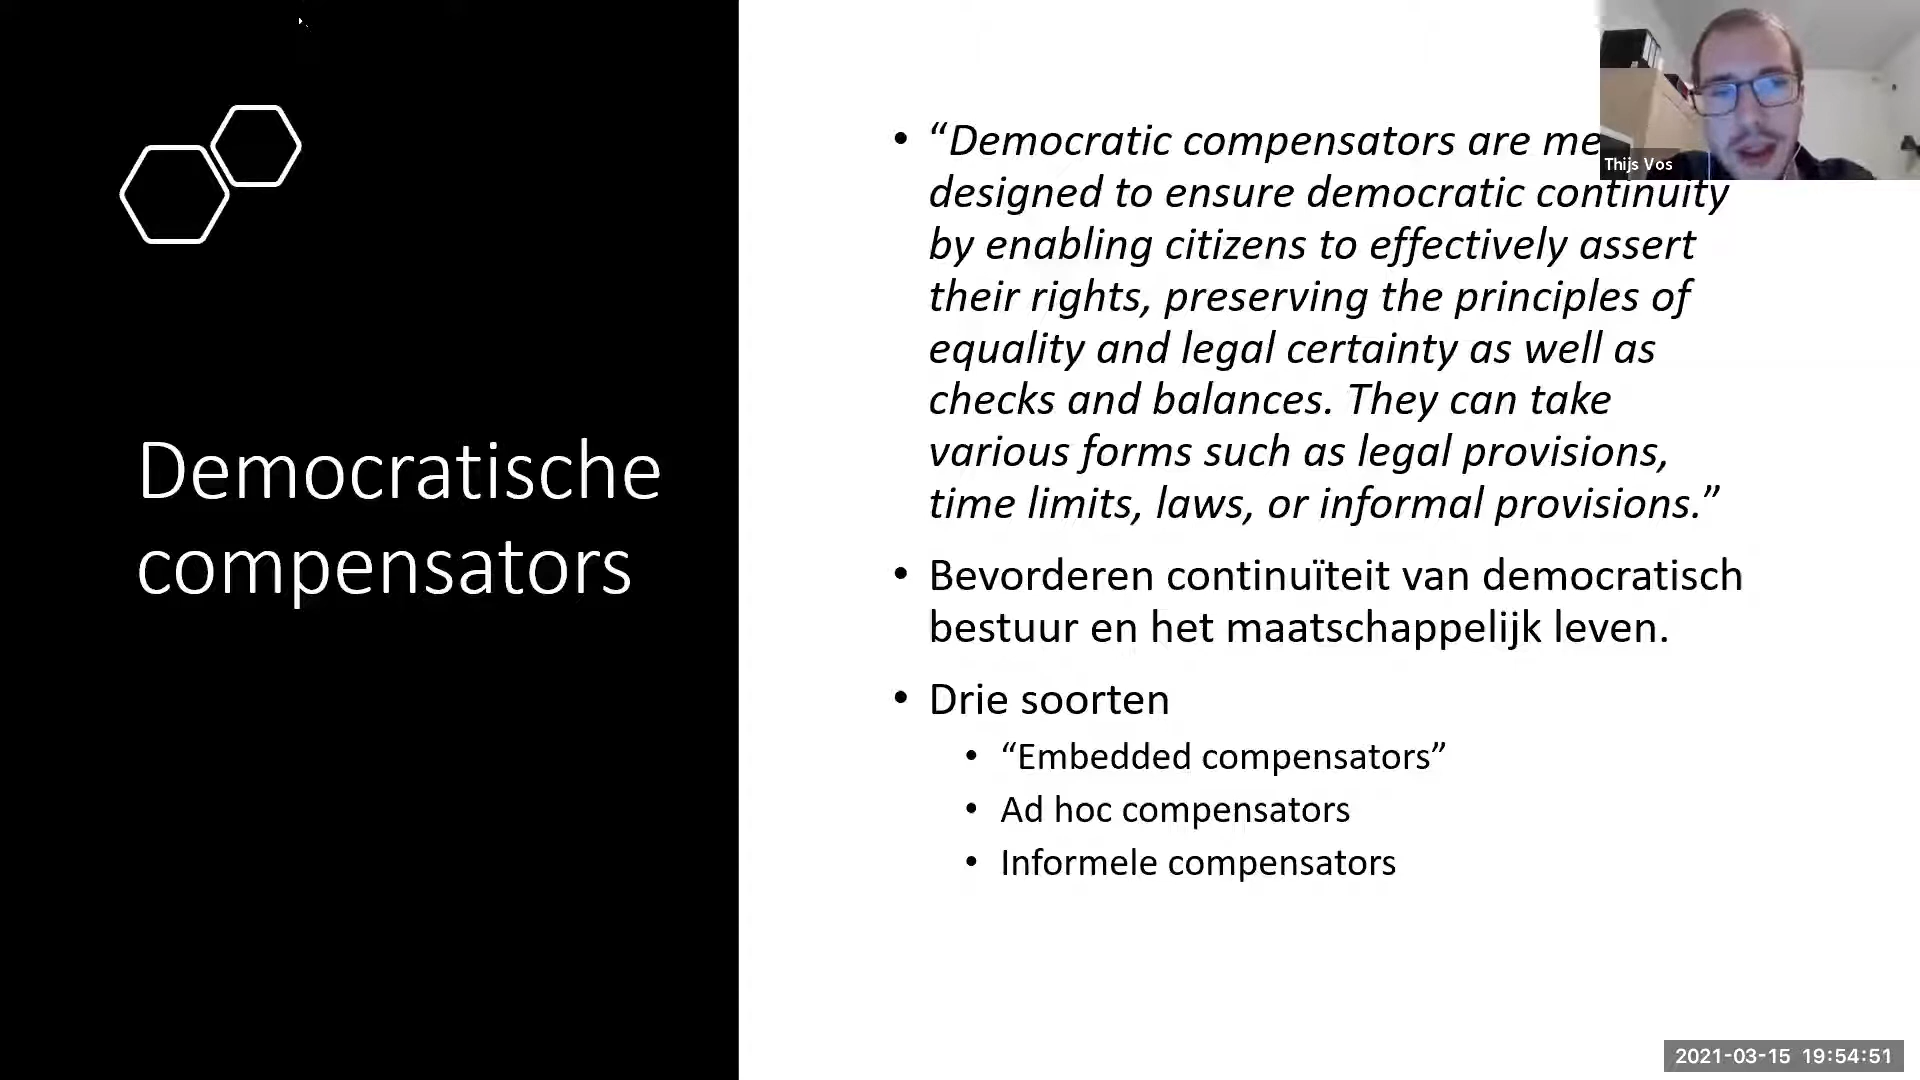 Democratische
compensators
• “Democratic compensators are
designed to ensure democratic continuity
by enabling citizens to effectively assert
their rights, preserving the principles of
equality and legal certainty as well as
checks and balances. They can take
various forms such as legal provisions,
time limits, laws, or informal provisions.”
• Bevorderen continuïteit van democratisch
bestuur en het maatschappelijk leven.
• Drie soorten
• “Embedded compensators”
• Ad hoc compensators
• Informele compensators
Thijs Vos
2021-03-15 19:54:51